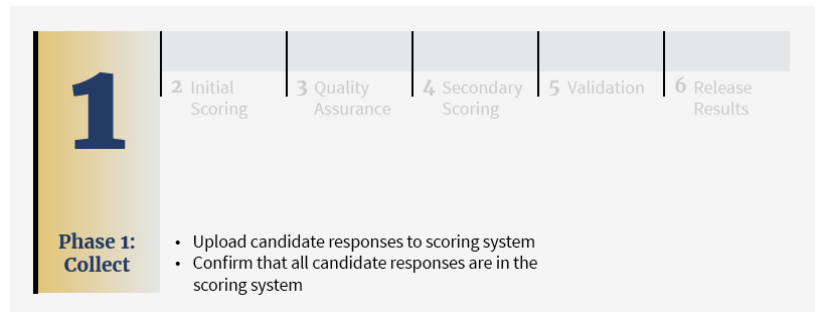 1
2 Initial
Scoring
3 Quality
Assurance
4 Secondary
Scoring
5 Validation
6 Release
Results
Phase 1:
Collect
• Upload candidate responses to scoring system
• Confirm that all candidate responses are in the
scoring system